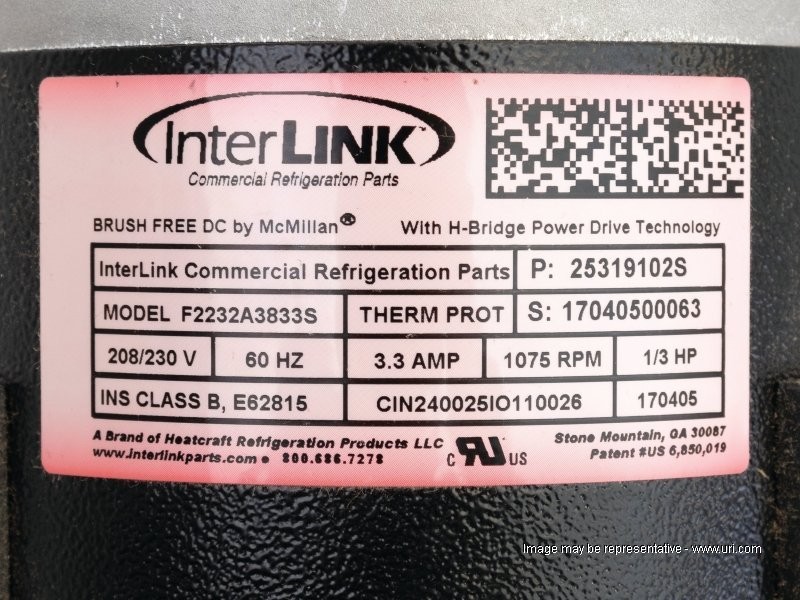 InterLINK™
Commercial Refrigeration Parts
BRUSH FREE DC by McMillan® With H-Bridge Power Drive Technology
InterLink Commercial Refrigeration Parts P: 25319102S
MODEL F2232A3833S THERM PROT S: 17040500063
208/230 V 60 HZ 3.3 AMP 1075 RPM 1/3 HP
INS CLASS B, E62815 CIN240025IO110026 170405
A Brand of Heatcraft Refrigeration Products LLC
www.interlinkparts.com • 800.686.7278
c RU US
Stone Mountain, GA 30087
Patent #US 6,850,019
Image may be representative - www.uri.com